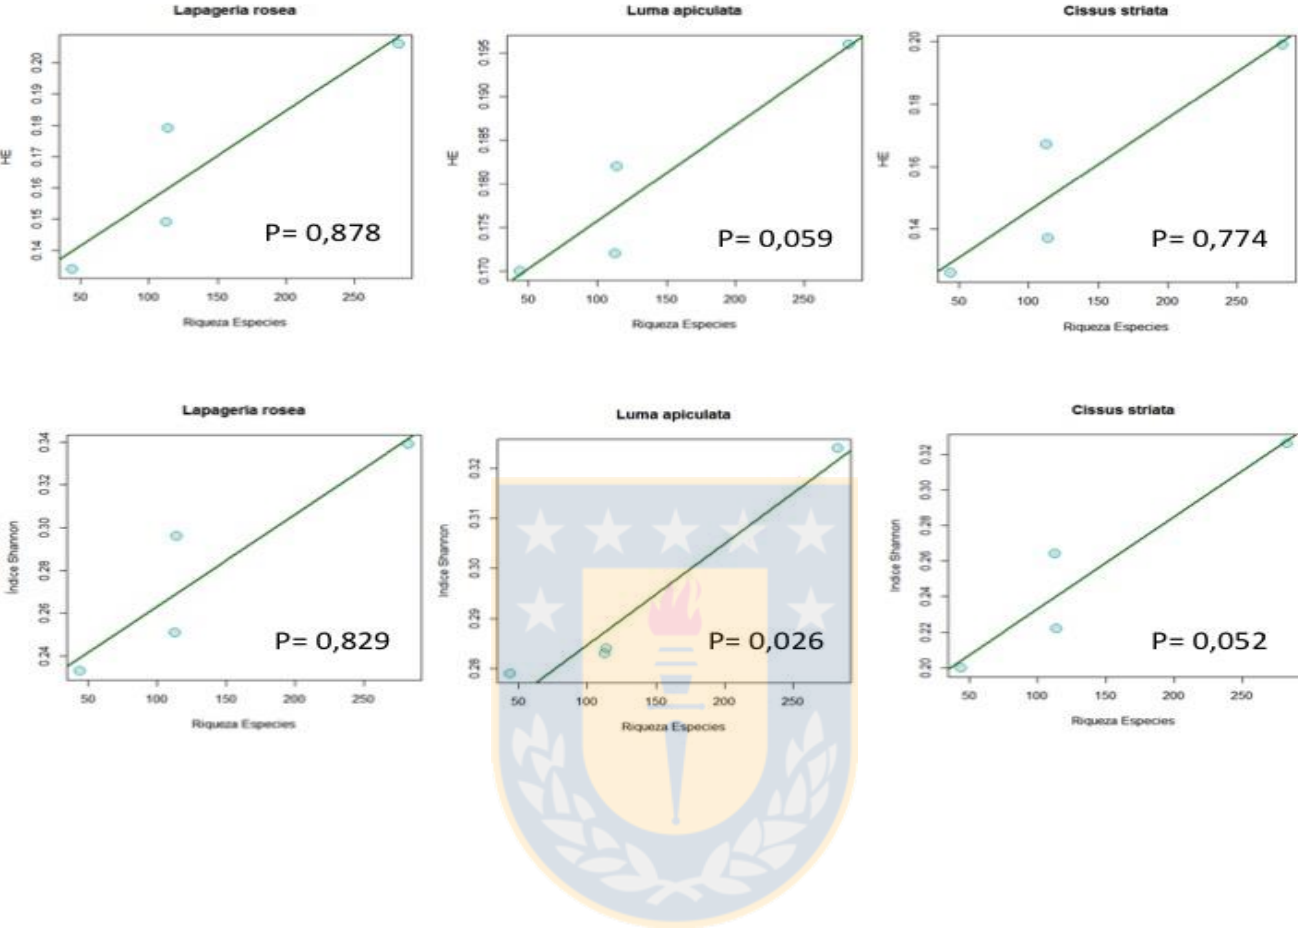 Lapageria rosea
HE
0.14 0.15 0.16 0.17 0.18 0.19 0.20
P= 0,878
50 100 150 200 250
Riqueza Especies
Luma apiculata
HE
0.170 0.175 0.180 0.185 0.190 0.195
P= 0,059
50 100 150 200 250
Riqueza Especies
Cissus striata
HE
0.14 0.16 0.18 0.20
P= 0,774
50 100 150 200 250
Riqueza Especies
Lapageria rosea
Índice Shannon
0.24 0.26 0.28 0.30 0.32 0.34
P= 0,829
50 100 150 200 250
Riqueza Especies
Luma apiculata
Indice Shannon
0.28 0.29 0.30 0.31 0.32
P= 0,026
50 100 150 200 250
Riqueza Especies
Cissus striata
Indice Shannon
0.20 0.22 0.24 0.26 0.28 0.30 0.32
P= 0,052
50 100 150 200 250
Riqueza Especies